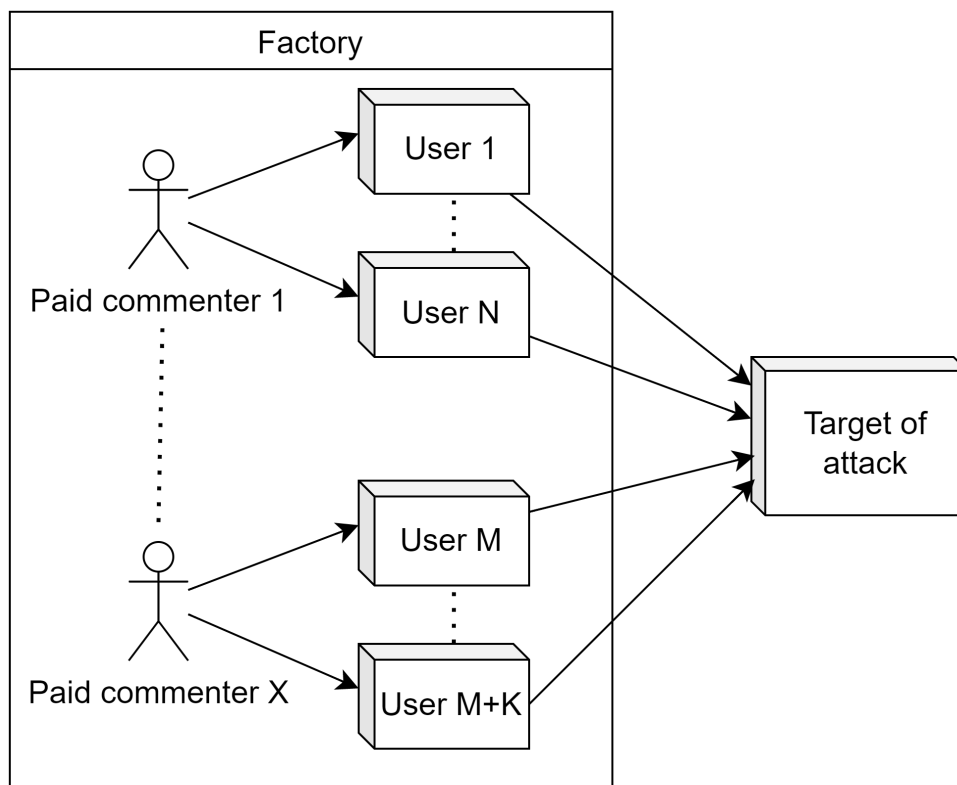 Factory
User 1
Paid commenter 1
User N
Target of
attack
User M
Paid commenter X
User M+K